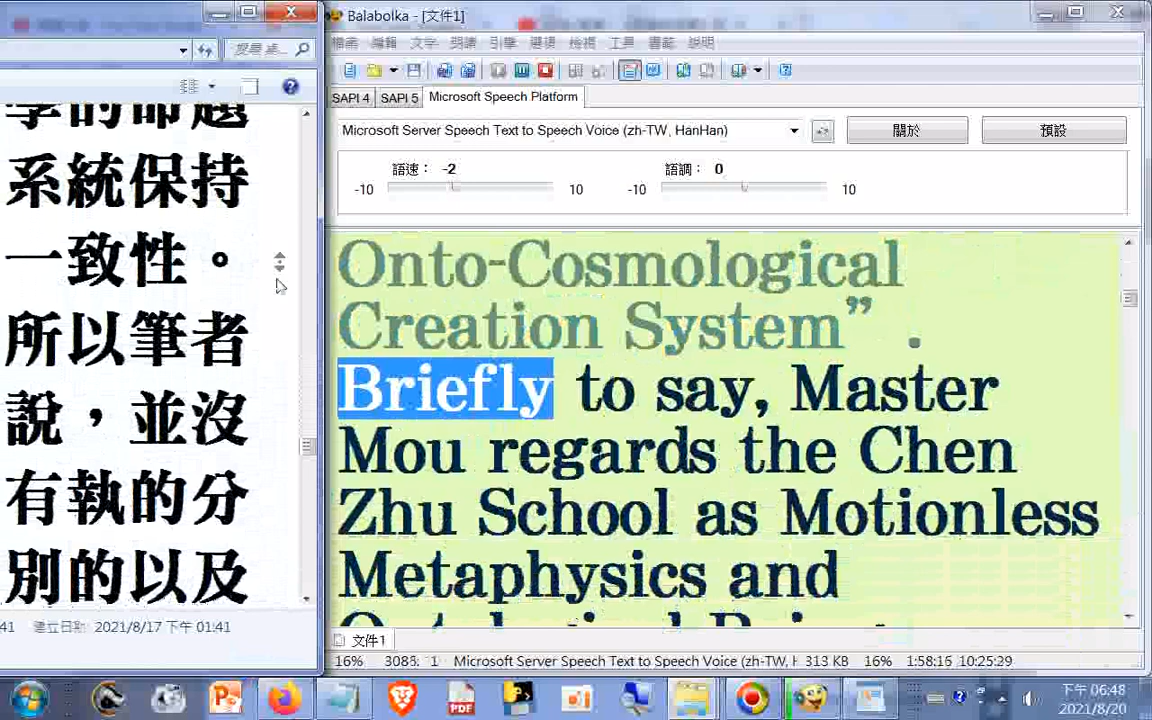 學的命題
系統保持
一致性。
所以筆者
說，並沒
有執的分
別的以及
41 建立日期: 2021/8/17 下午 01:41
搜尋 桌...
Balabolka - [文件1]
檔案 編輯 文字 朗讀 引擎 選項 檢視 工具 書籤 說明
SAPI 4 SAPI 5 Microsoft Speech Platform
Microsoft Server Speech Text to Speech Voice (zh-TW, HanHan)
關於 預設
語速： -2 語調： 0
-10 10 -10 10
Onto-Cosmological
Creation System” .
Briefly to say, Master
Mou regards the Chen
Zhu School as Motionless
Metaphysics and
文件1
16% 3086: 1 Microsoft Server Speech Text to Speech Voice (zh-TW, H 313 KB 16% 1:58:16 10:25:29
PDF
下午 06:48
2021/8/20